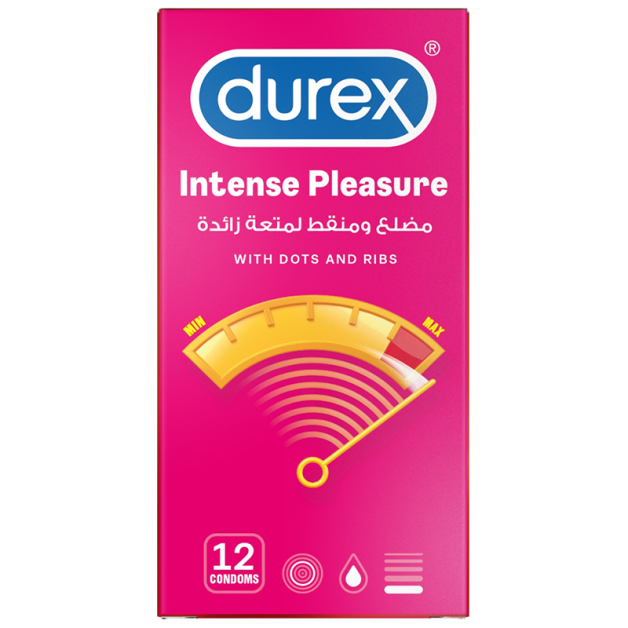 durex®
Intense Pleasure
مضلع ومنقط لمتعة زائدة
WITH DOTS AND RIBS
MIN
MAX
12
CONDOMS